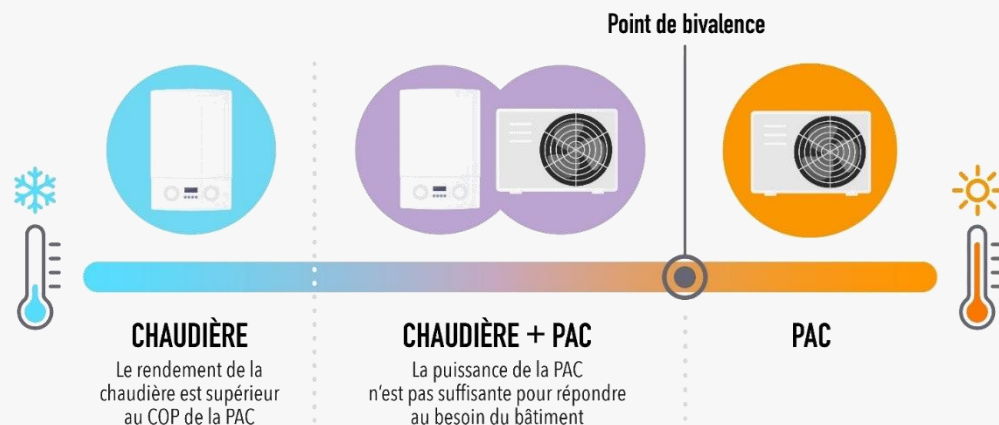 Point de bivalence
CHAUDIÈRE
Le rendement de la
chaudière est supérieur
au COP de la PAC
CHAUDIÈRE + PAC
La puissance de la PAC
n'est pas suffisante pour répondre
au besoin du bâtiment
PAC